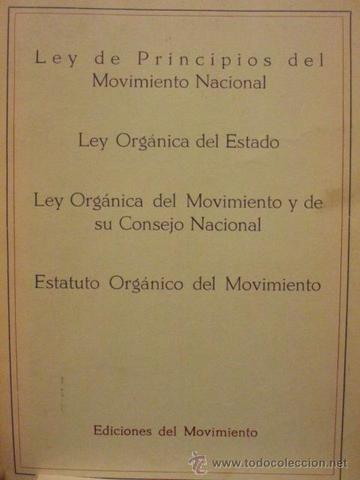 Ley de Principios del
Movimiento Nacional
Ley Orgánica del Estado
Ley Orgánica del Movimiento y de
su Consejo Nacional
Estatuto Orgánico del Movimiento
Ediciones del Movimiento
© www.todocoleccion.net